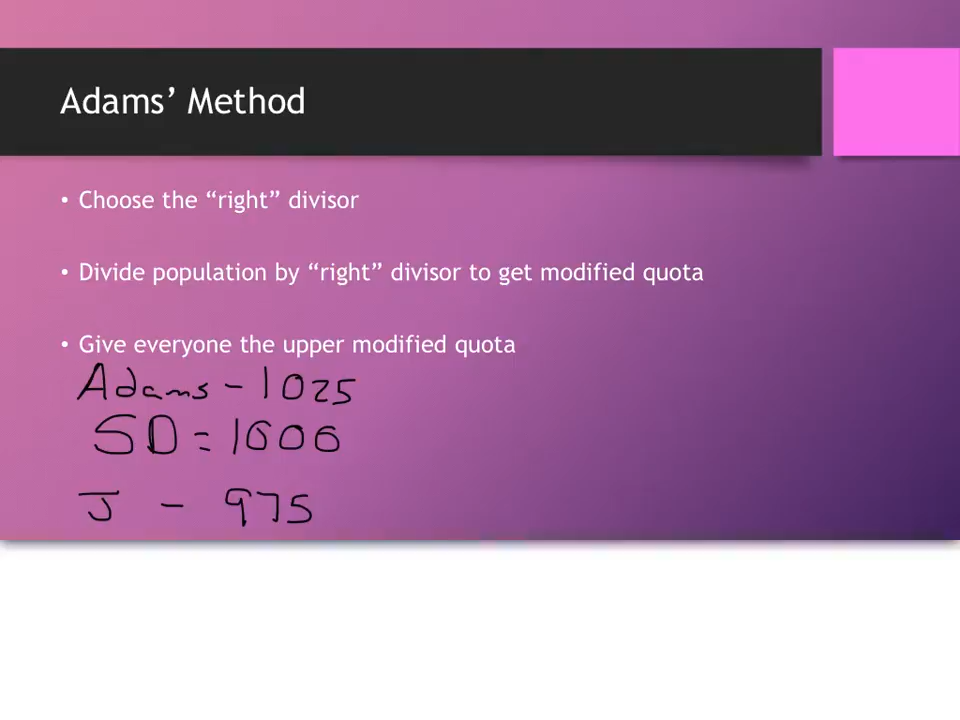 Adams’ Method
• Choose the “right” divisor
• Divide population by “right” divisor to get modified quota
• Give everyone the upper modified quota
Adams - 1025
SD = 1000
J - 975